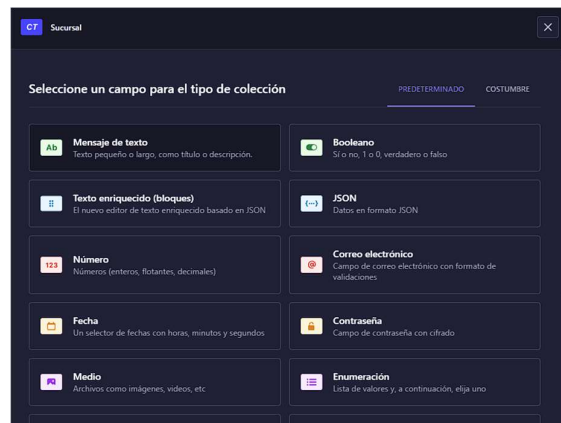 CT Sucursal
Seleccione un campo para el tipo de colección
PREDETERMINADO COSTUMBRE
Ab Mensaje de texto
Texto pequeño o largo, como título o descripción.
Booleano
Sí o no, 1 o 0, verdadero o falso
Texto enriquecido (bloques)
El nuevo editor de texto enriquecido basado en JSON
JSON
Datos en formato JSON
123 Número
Números (enteros, flotantes, decimales)
Correo electrónico
Campo de correo electrónico con formato de
validaciones
Fecha
Un selector de fechas con horas, minutos y segundos
Contraseña
Campo de contraseña con cifrado
Medio
Archivos como imágenes, videos, etc
Enumeración
Lista de valores y, a continuación, elija uno